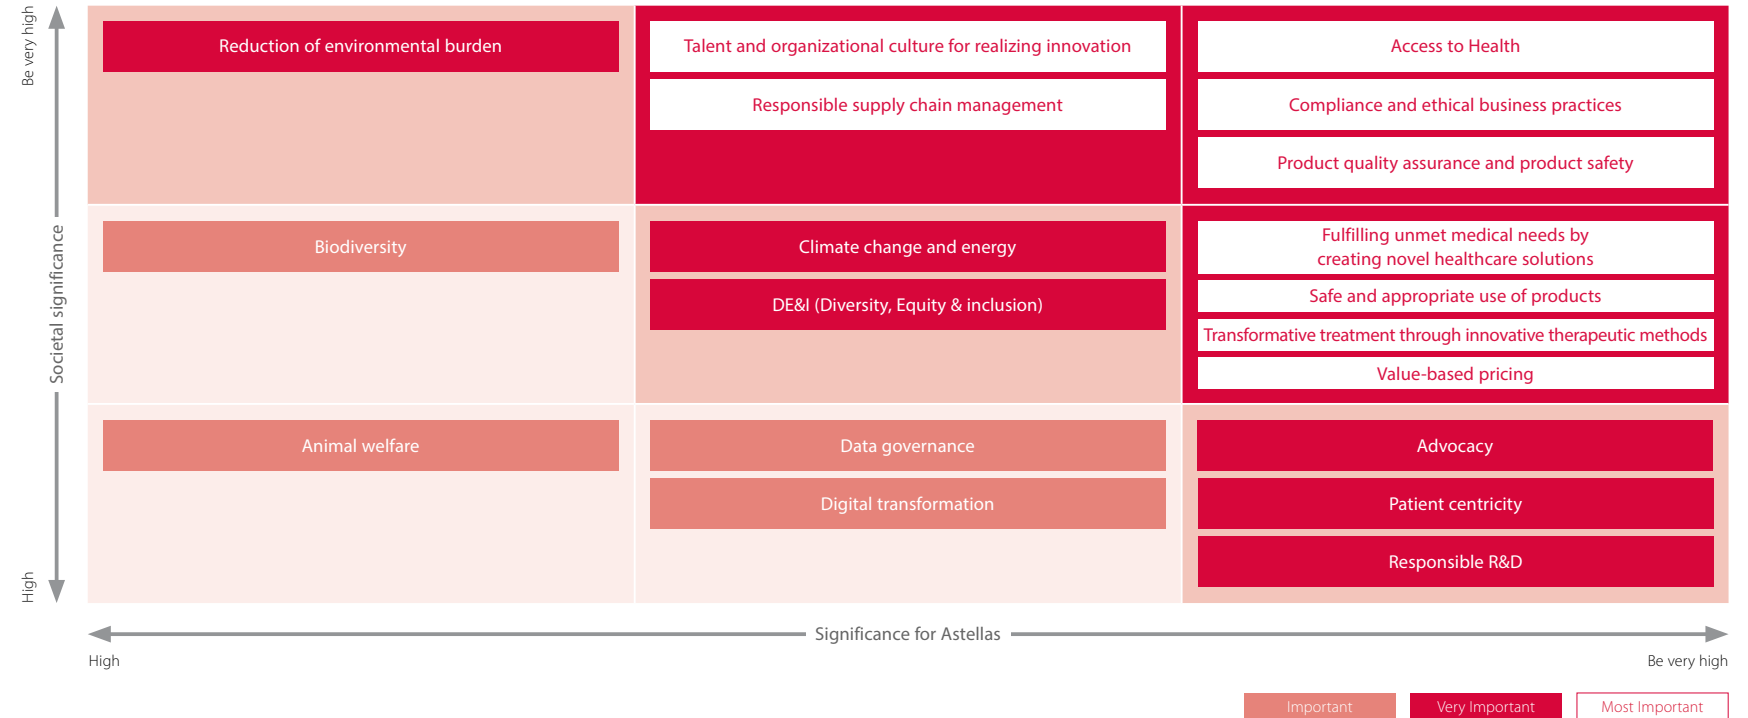 Be very high
Societal significance
High
Reduction of environmental burden
Talent and organizational culture for realizing innovation
Responsible supply chain management
Access to Health
Compliance and ethical business practices
Product quality assurance and product safety
Biodiversity
Climate change and energy
DE&I (Diversity, Equity & inclusion)
Fulfilling unmet medical needs by
creating novel healthcare solutions
Safe and appropriate use of products
Transformative treatment through innovative therapeutic methods
Value-based pricing
Animal welfare
Data governance
Digital transformation
Advocacy
Patient centricity
Responsible R&D
Significance for Astellas
High
Be very high
Important
Very Important
Most Important